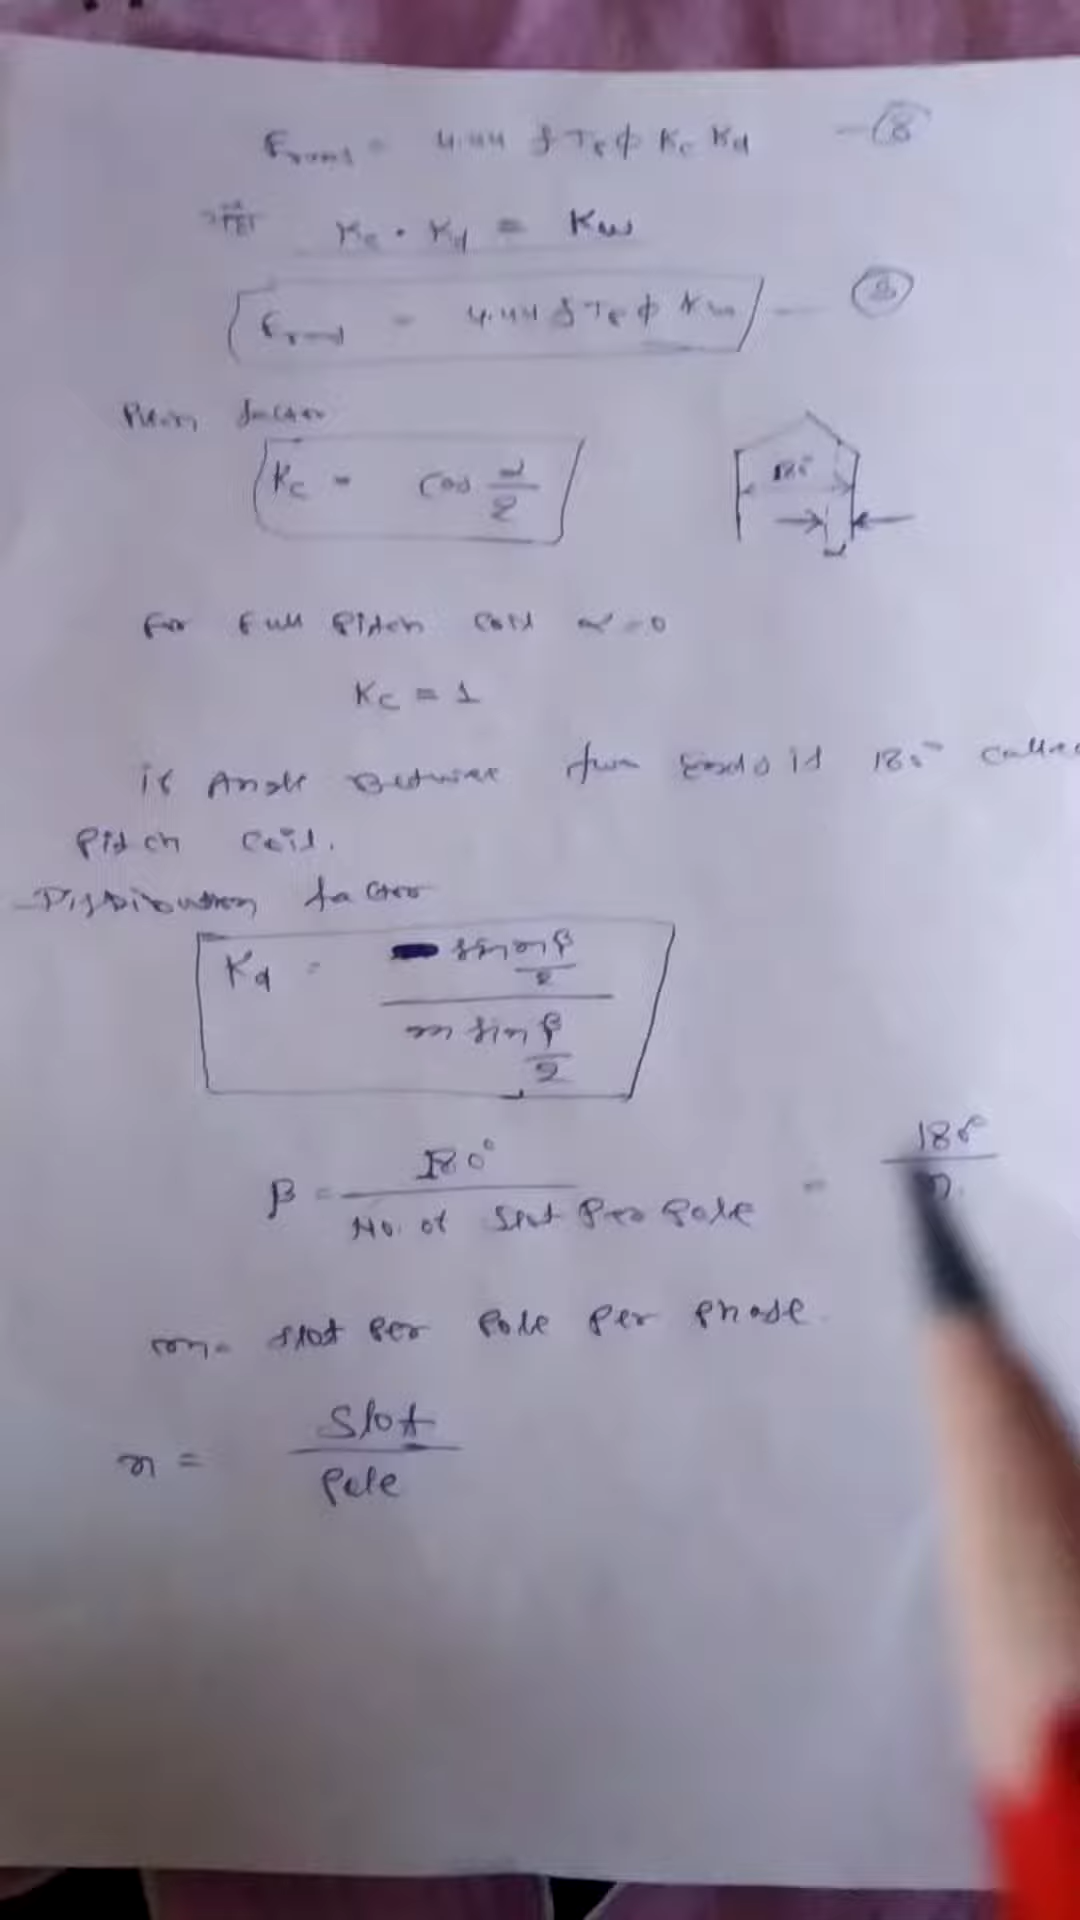 Erms = 4.44 f Tp φ Kc Kd — (8)
Kc . Kd = Kw
Erms = 4.44 f Tp φ Kw — (9)
Pitch factor
Kc = cos α/2
180°
α
For Full Pitch Coil α = 0
Kc = 1
If Angle Between two Ends is 180° called
Pitch Coil.
Distribution factor
Kd = sin mβ/2 / m sin β/2
β = 180° / No. of Slot Per Pole = 180° / n
m = Slot Per Pole Per Phase.
n = Slot / Pole